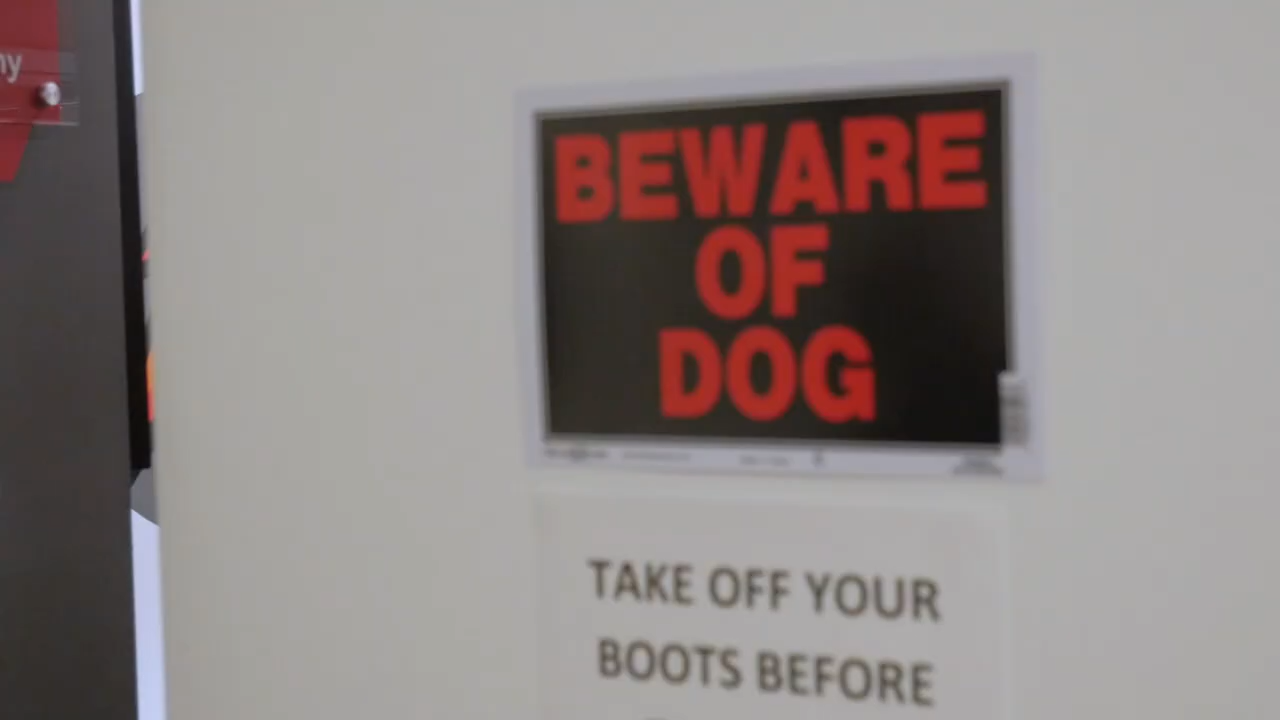 BEWARE
OF
DOG
TAKE OFF YOUR
BOOTS BEFORE